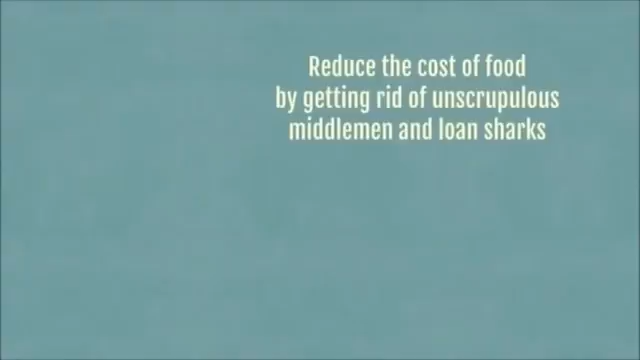 Reduce the cost of food
by getting rid of unscrupulous
middlemen and loan sharks